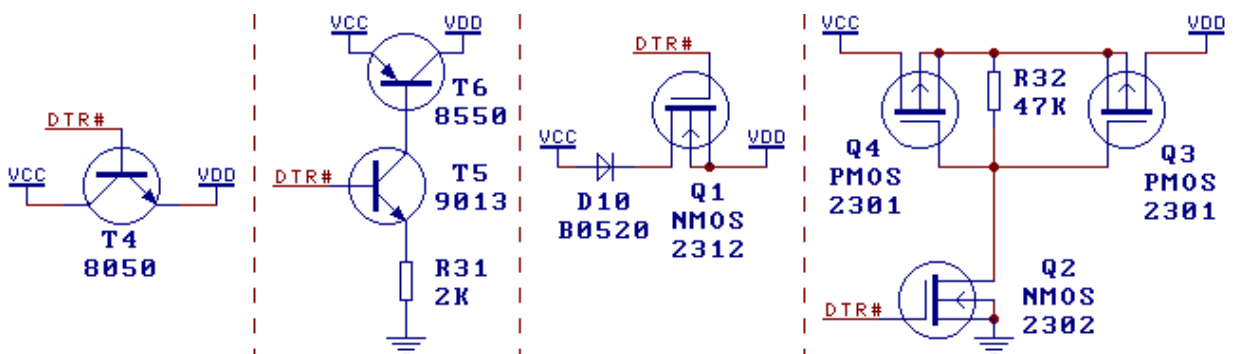 DTR#
VCC
VDD
T4
8050
VCC
VDD
T6
8550
DTR#
T5
9013
R31
2K
DTR#
VCC
VDD
D10
B0520
Q1
NMOS
2312
VCC
VDD
R32
47K
Q4
PMOS
2301
Q3
PMOS
2301
DTR#
Q2
NMOS
2302